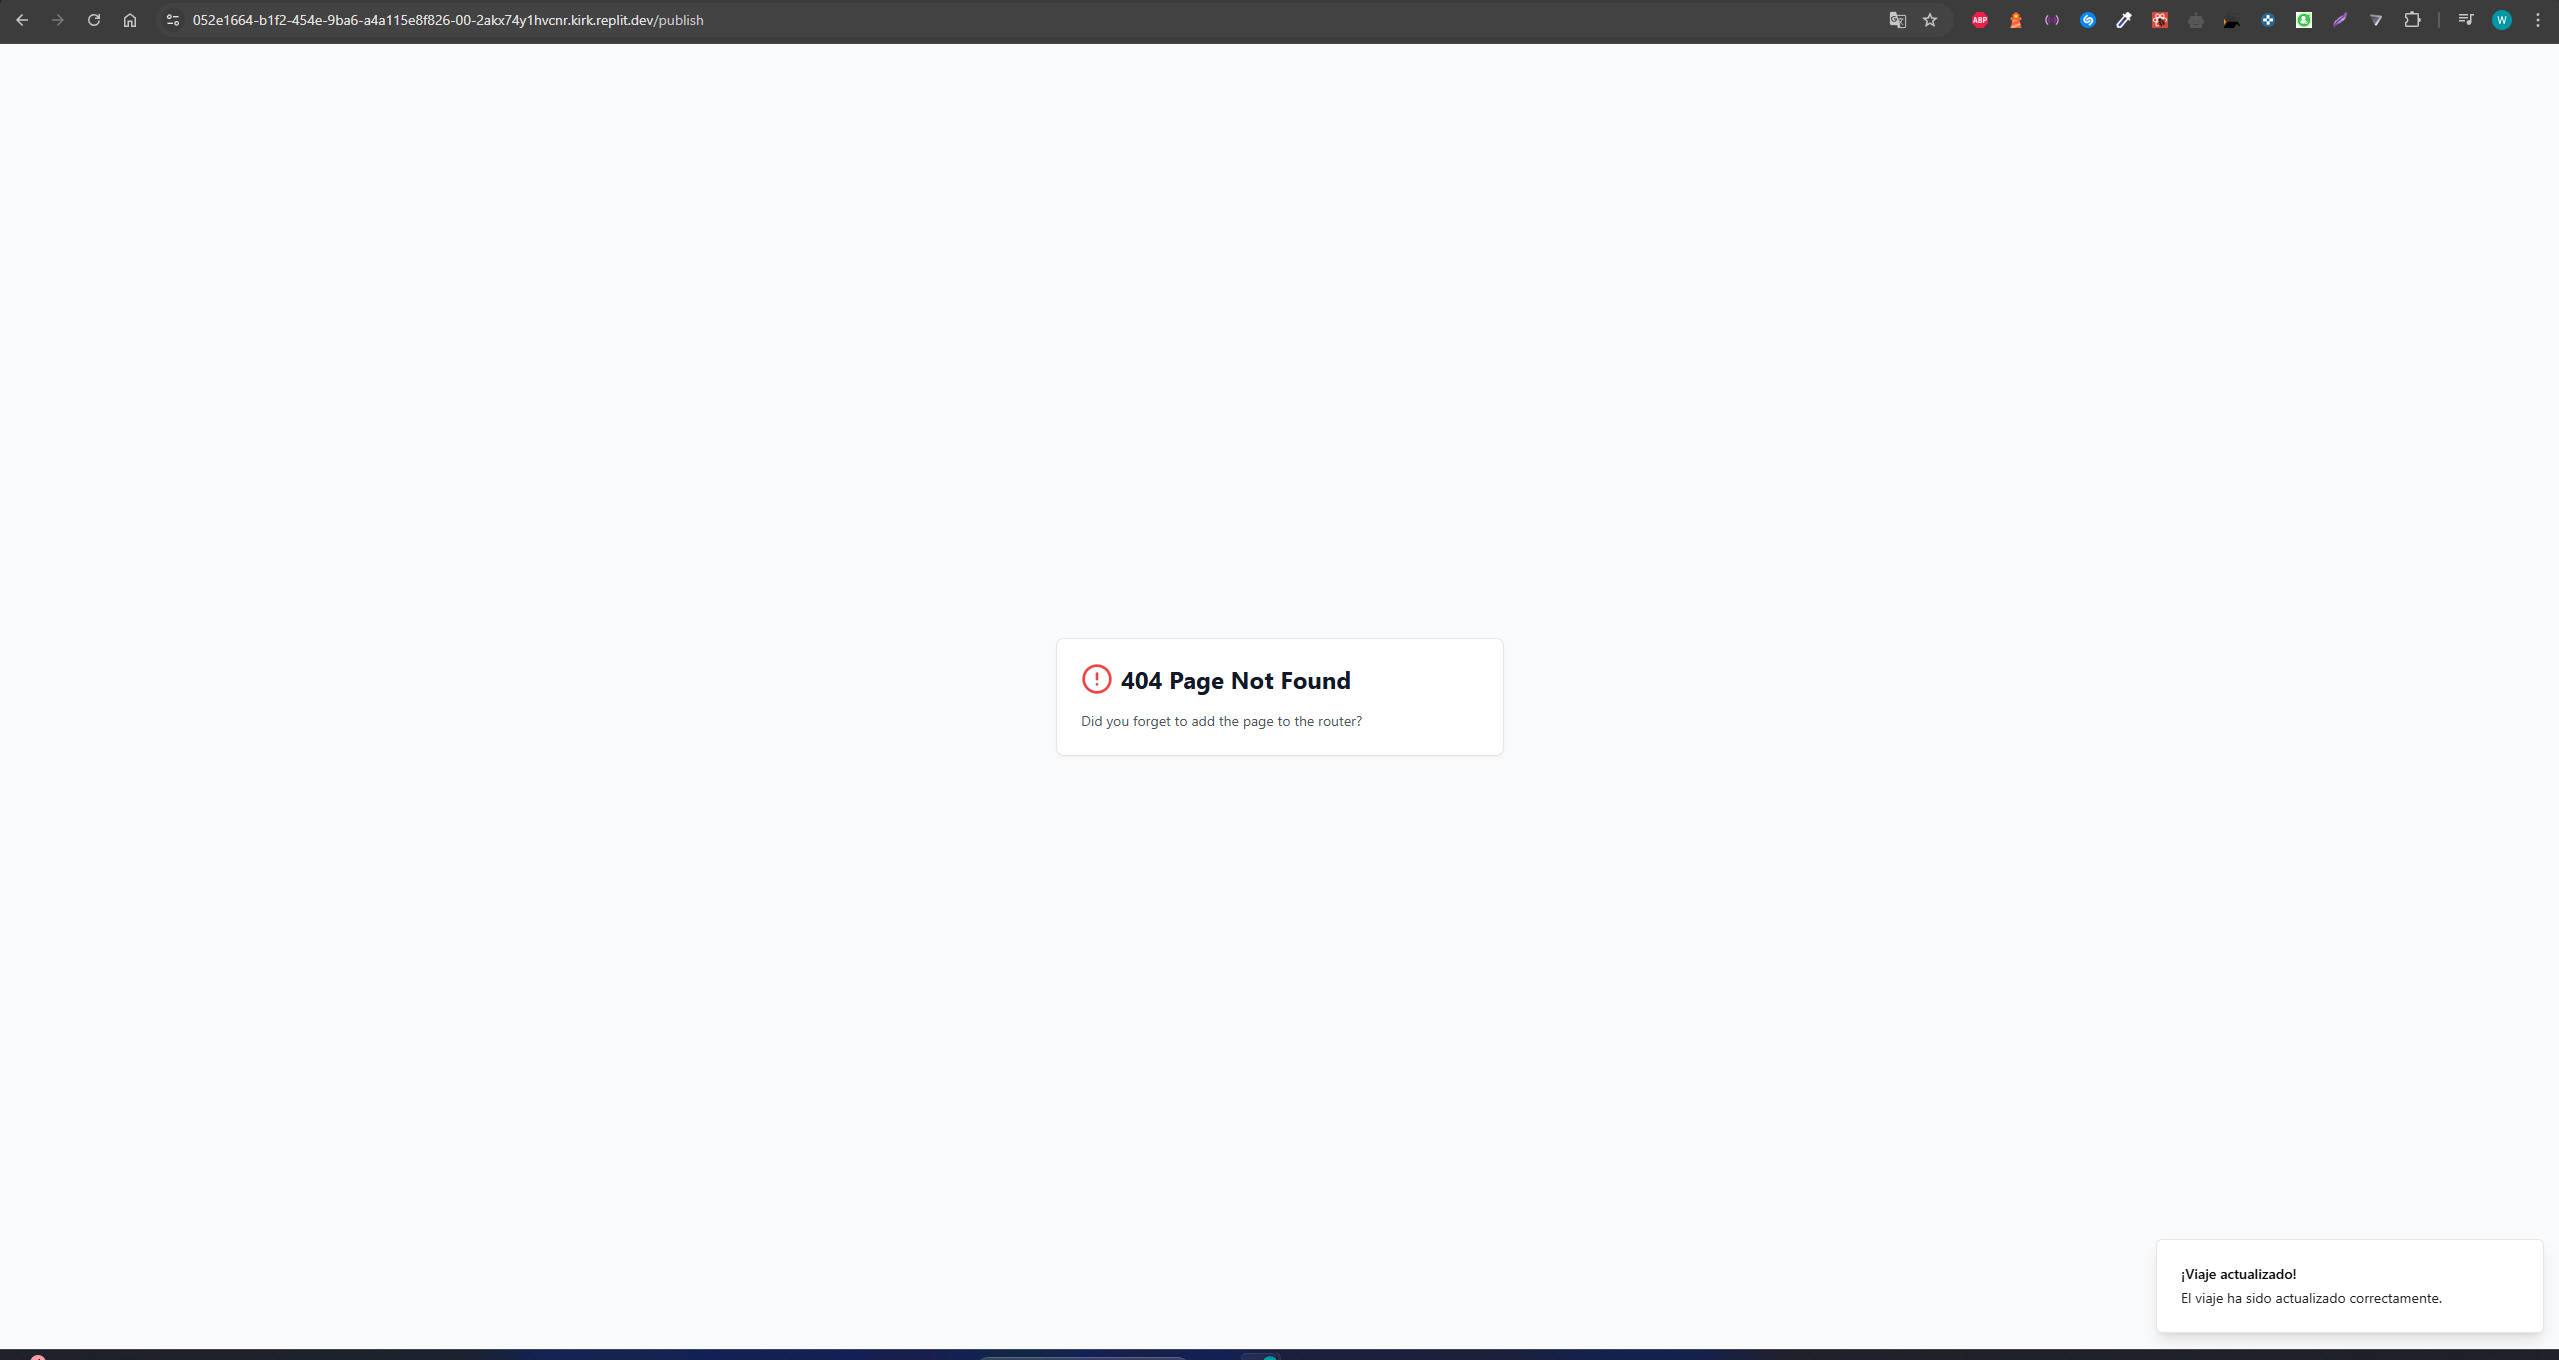 052e1664-b1f2-454e-9ba6-a4a115e8f826-00-2akx74y1hvcnr.kirk.replit.dev/publish
ABP
W
404 Page Not Found
Did you forget to add the page to the router?
¡Viaje actualizado!
El viaje ha sido actualizado correctamente.